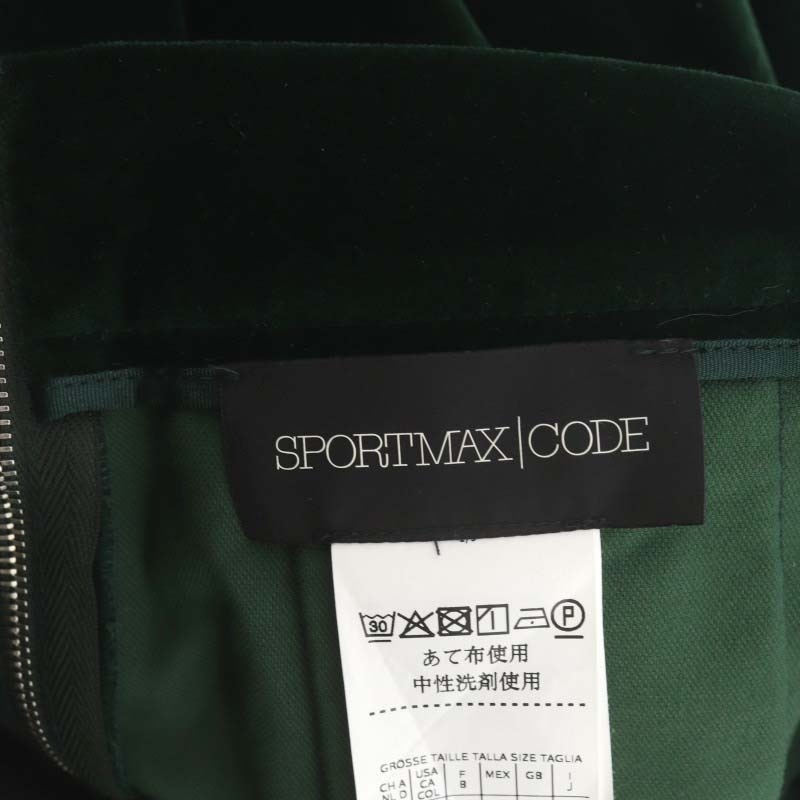 SPORTMAX|CODE
30 P
あて布使用
中性洗剤使用
GRÖSSE TAILLE TALLA SIZE TAGLIA
CH A USA F MEX GB I
NL D CA B J
COL